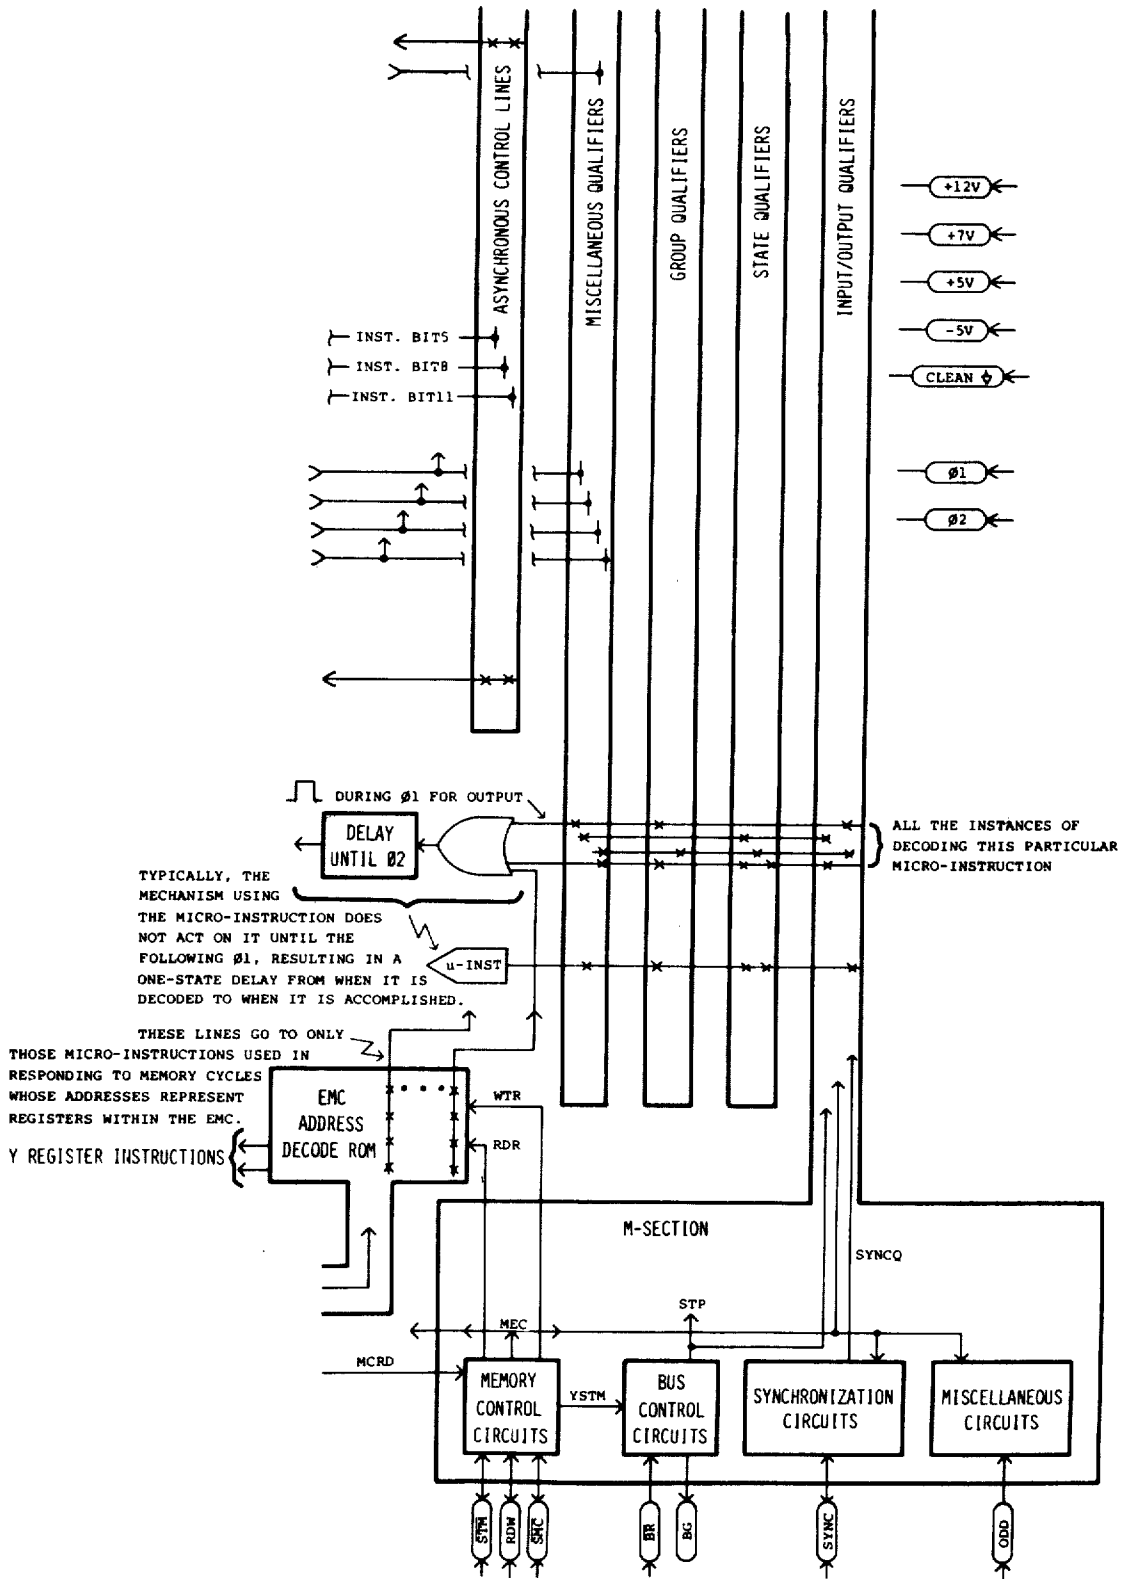 ASYNCHRONOUS CONTROL LINES
MISCELLANEOUS QUALIFIERS
GROUP QUALIFIERS
STATE QUALIFIERS
INPUT/OUTPUT QUALIFIERS
+12V
+7V
+5V
-5V
CLEAN
INST. BIT5
INST. BIT8
INST. BIT11
Ø1
Ø2
DURING Ø1 FOR OUTPUT
DELAY
UNTIL Ø2
ALL THE INSTANCES OF
DECODING THIS PARTICULAR
MICRO-INSTRUCTION
TYPICALLY, THE
MECHANISM USING
THE MICRO-INSTRUCTION DOES
NOT ACT ON IT UNTIL THE
FOLLOWING Ø1, RESULTING IN A
ONE-STATE DELAY FROM WHEN IT IS
DECODED TO WHEN IT IS ACCOMPLISHED.
u-INST
THESE LINES GO TO ONLY
THOSE MICRO-INSTRUCTIONS USED IN
RESPONDING TO MEMORY CYCLES
WHOSE ADDRESSES REPRESENT
REGISTERS WITHIN THE EMC.
EMC
ADDRESS
DECODE ROM
WTR
RDR
Y REGISTER INSTRUCTIONS
M-SECTION
SYNCQ
STP
MEC
MCRD
MEMORY
CONTROL
CIRCUITS
YSTM
BUS
CONTROL
CIRCUITS
SYNCHRONIZATION
CIRCUITS
MISCELLANEOUS
CIRCUITS
STM
RDW
SMC
BR
BG
SYNC
ODD